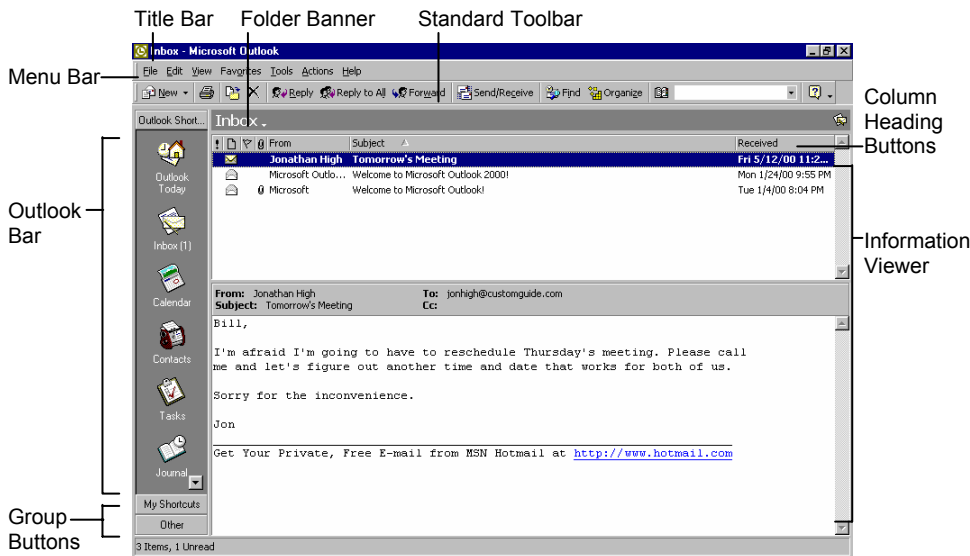 Title Bar Folder Banner Standard Toolbar
Inbox - Microsoft Outlook
Menu Bar
File Edit View Favorites Tools Actions Help
New Reply Reply to All Forward Send/Receive Find Organize
Column
Heading
Buttons
Outlook Short... Inbox
! From Subject Received
Jonathan High Tomorrow's Meeting Fri 5/12/00 11:2...
Microsoft Outlo... Welcome to Microsoft Outlook 2000! Mon 1/24/00 9:55 PM
Microsoft Welcome to Microsoft Outlook! Tue 1/4/00 8:04 PM
Outlook
Today
Outlook
Bar
Inbox (1)
Information
Viewer
Calendar
Contacts
Tasks
Journal
From: Jonathan High To: jonhigh@customguide.com
Subject: Tomorrow's Meeting Cc:
Bill,
I'm afraid I'm going to have to reschedule Thursday's meeting. Please call
me and let's figure out another time and date that works for both of us.
Sorry for the inconvenience.
Jon
Get Your Private, Free E-mail from MSN Hotmail at http://www.hotmail.com
My Shortcuts
Other
Group
Buttons
3 Items, 1 Unread